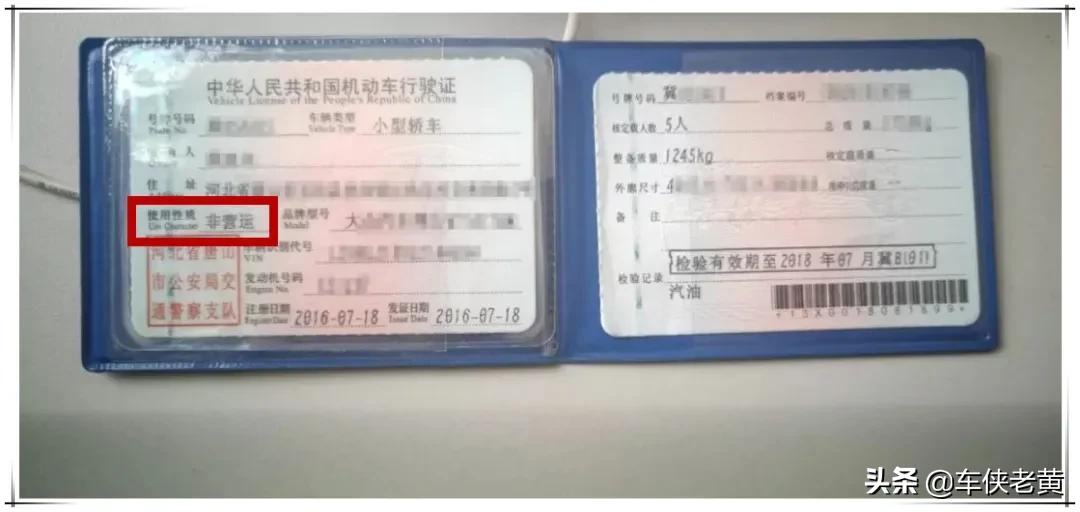 中华人民共和国机动车行驶证
Vehicle License of the People's Republic of China
号牌号码 车辆类型 小型轿车
Plate No. Vehicle Type
人
住 址 河北省
使用性质 非营运 品牌型号 大
Use Character Model
河北省唐山 车辆识别代号
VIN
市公安局交 发动机号码
Engine No.
通警察支队 注册日期 2016-07-18 发证日期 2016-07-18
Register Date Issue Date
号牌号码 冀 档案编号
核定载人数 5人 总 质 量
整备质量 1245kg 核定载质量
外廓尺寸 4
备 注
检验有效期至2018 年07 月冀B(01)
检验记录
汽油
头条 @车侠老黄